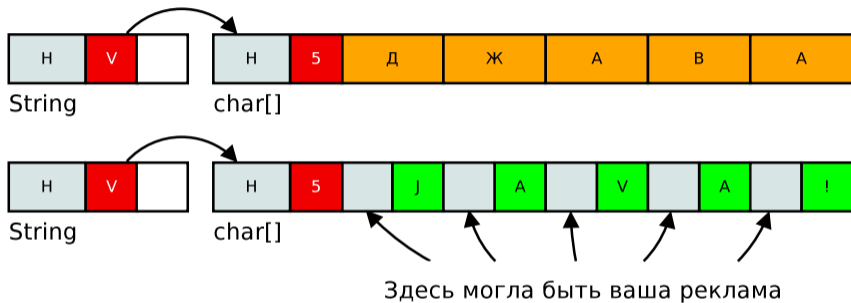 H V H 5 Д Ж А В А
String char[]
H V H 5 J A V A !
String char[]
Здесь могла быть ваша реклама